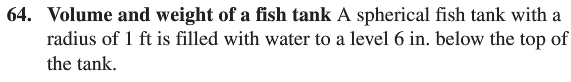 64. Volume and weight of a fish tank A spherical fish tank with a
radius of 1 ft is filled with water to a level 6 in. below the top of
the tank.